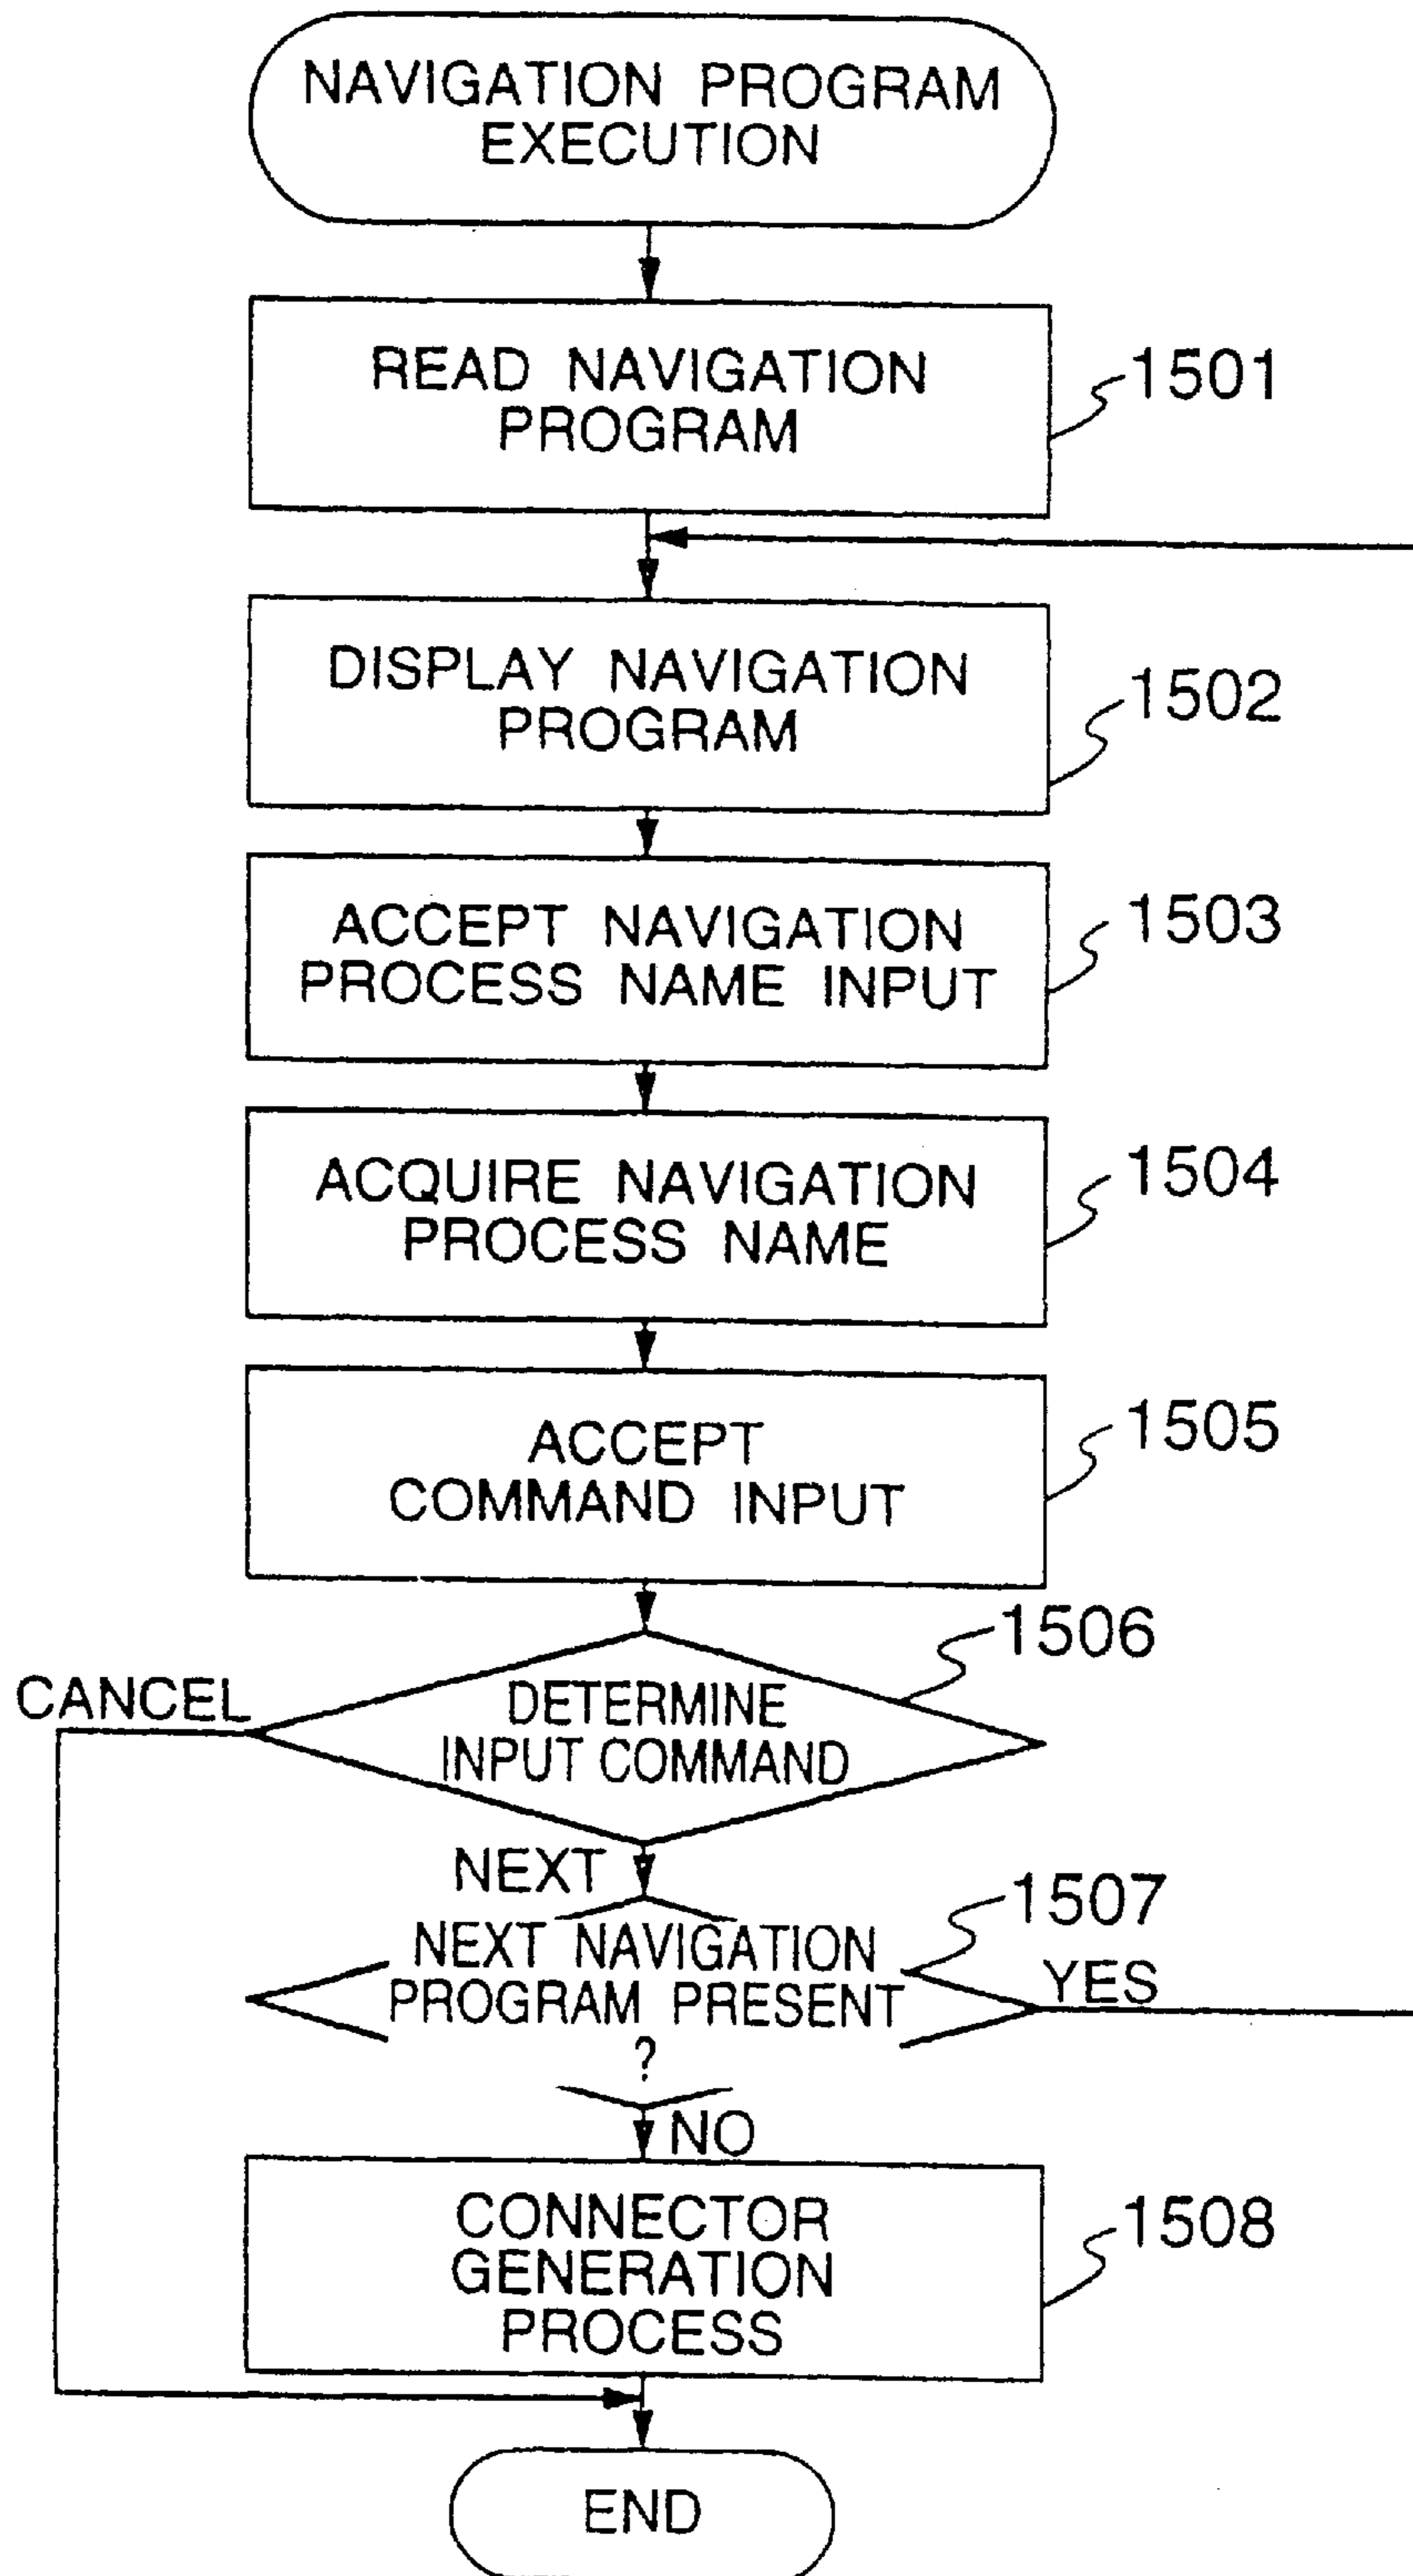 NAVIGATION PROGRAM
EXECUTION
READ NAVIGATION
PROGRAM
1501
DISPLAY NAVIGATION
PROGRAM
1502
ACCEPT NAVIGATION
PROCESS NAME INPUT
1503
ACQUIRE NAVIGATION
PROCESS NAME
1504
ACCEPT
COMMAND INPUT
1505
1506
CANCEL
DETERMINE
INPUT COMMAND
NEXT
1507
NEXT NAVIGATION
PROGRAM PRESENT
?
YES
NO
CONNECTOR
GENERATION
PROCESS
1508
END